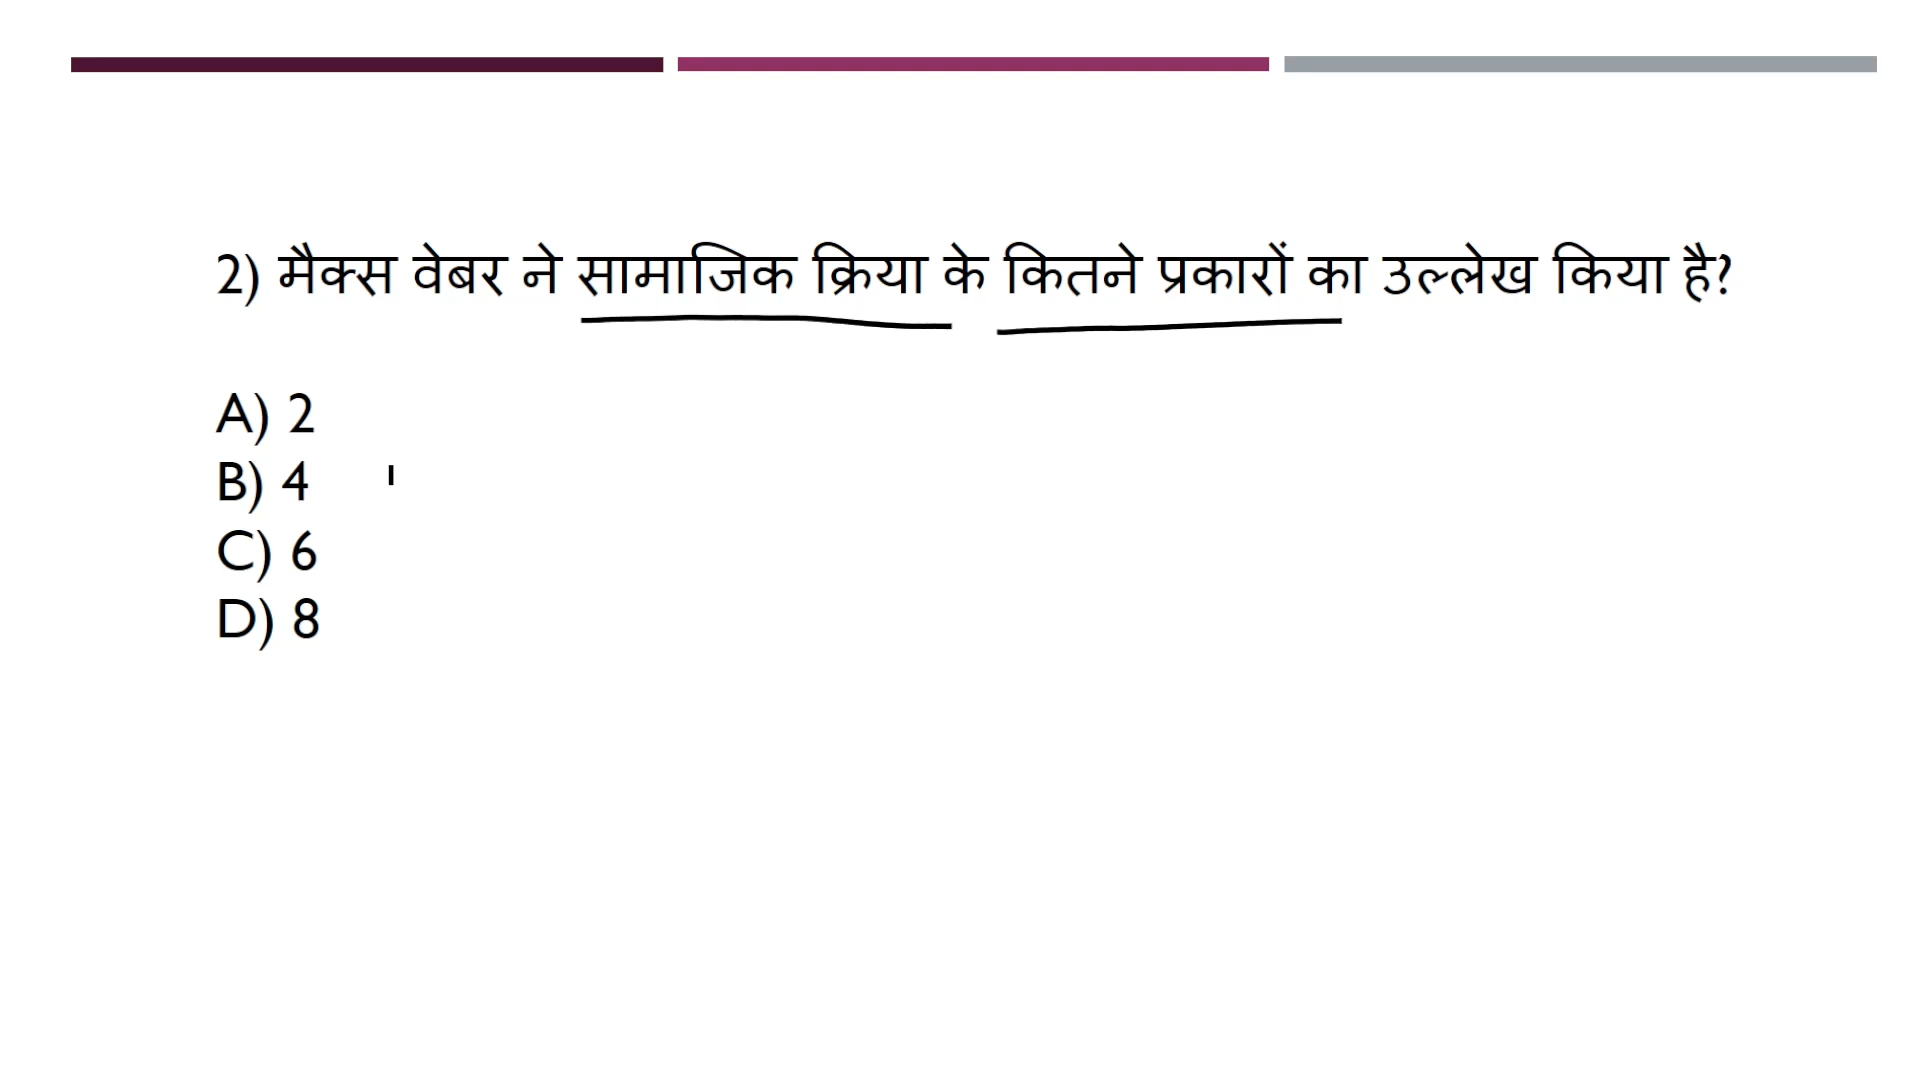 2) मैक्स वेबर ने सामाजिक क्रिया के कितने प्रकारों का उल्लेख किया है?
A) 2
B) 4
C) 6
D) 8